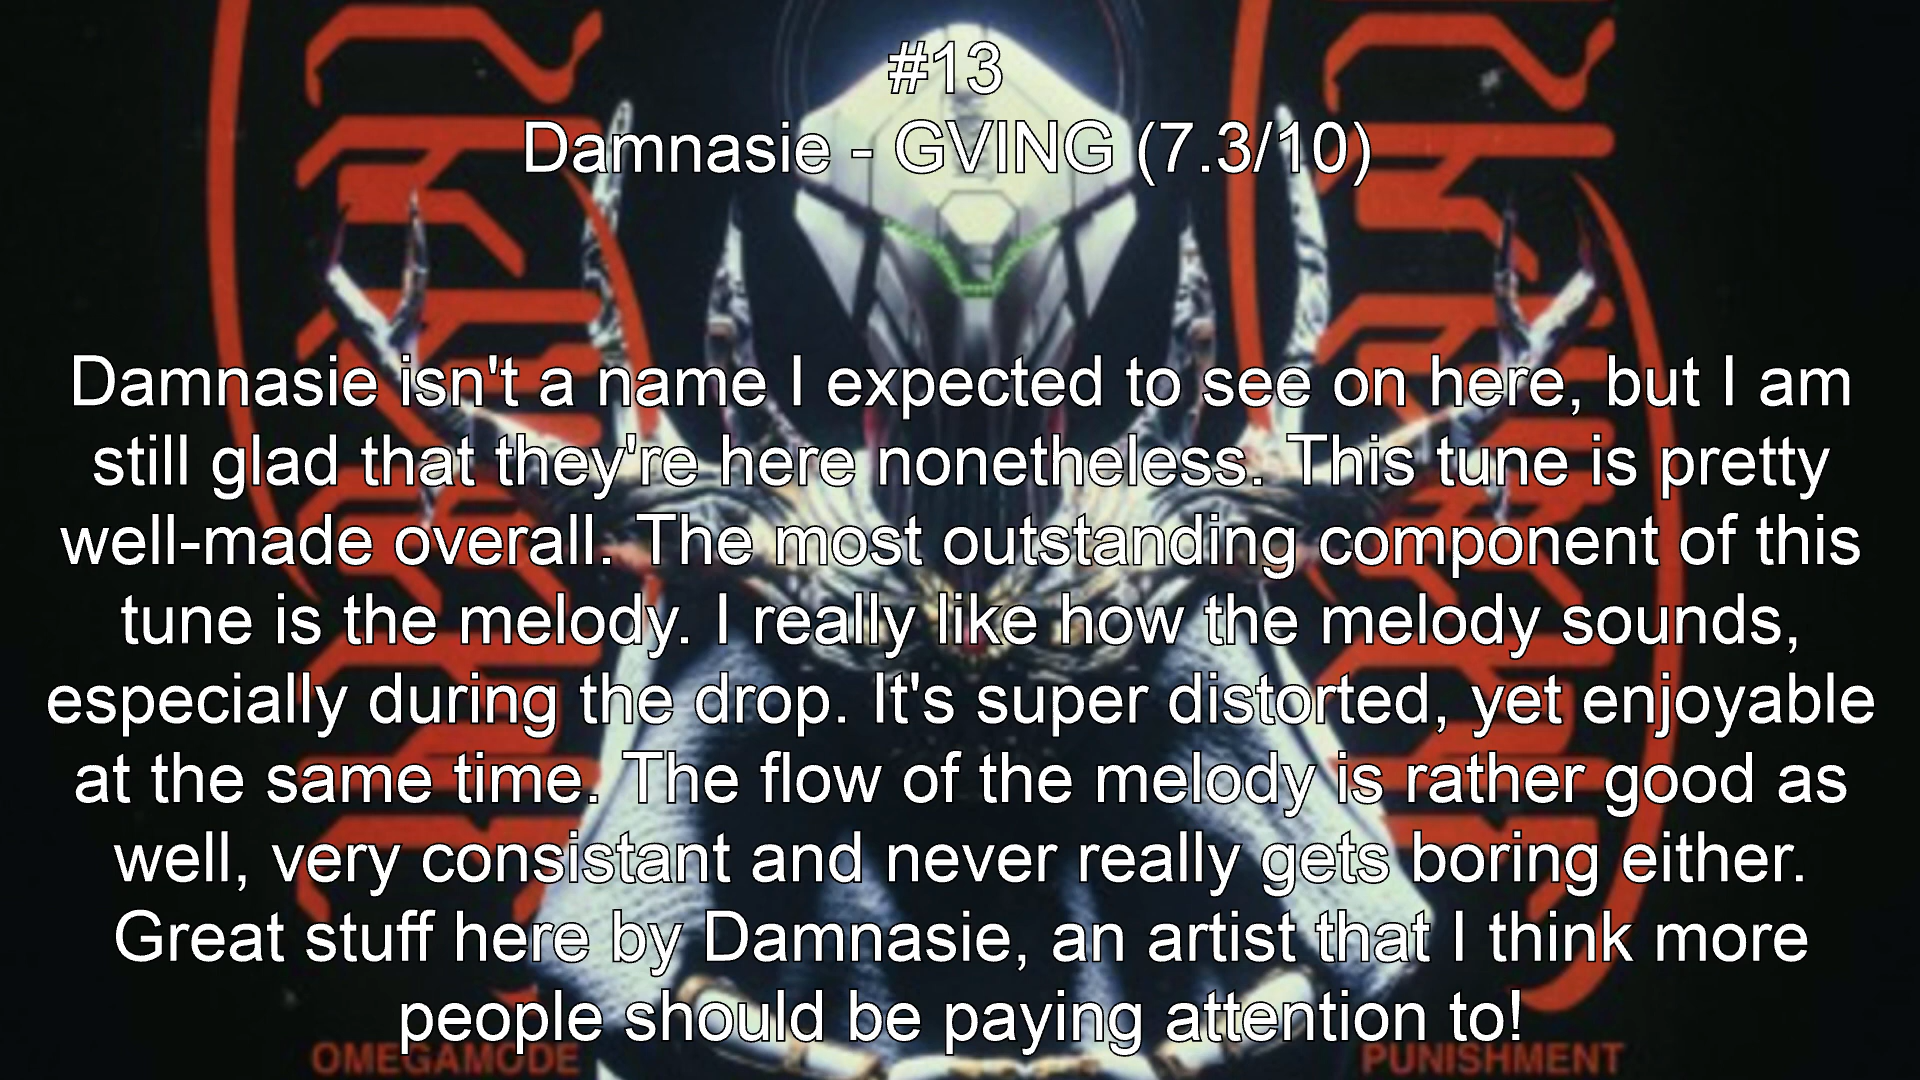 #13
Damnasie - GVING (7.3/10)
Damnasie isn't a name I expected to see on here, but I am
still glad that they're here nonetheless. This tune is pretty
well-made overall. The most outstanding component of this
tune is the melody. I really like how the melody sounds,
especially during the drop. It's super distorted, yet enjoyable
at the same time. The flow of the melody is rather good as
well, very consistant and never really gets boring either.
Great stuff here by Damnasie, an artist that I think more
people should be paying attention to!
OMEGAMODE
PUNISHMENT